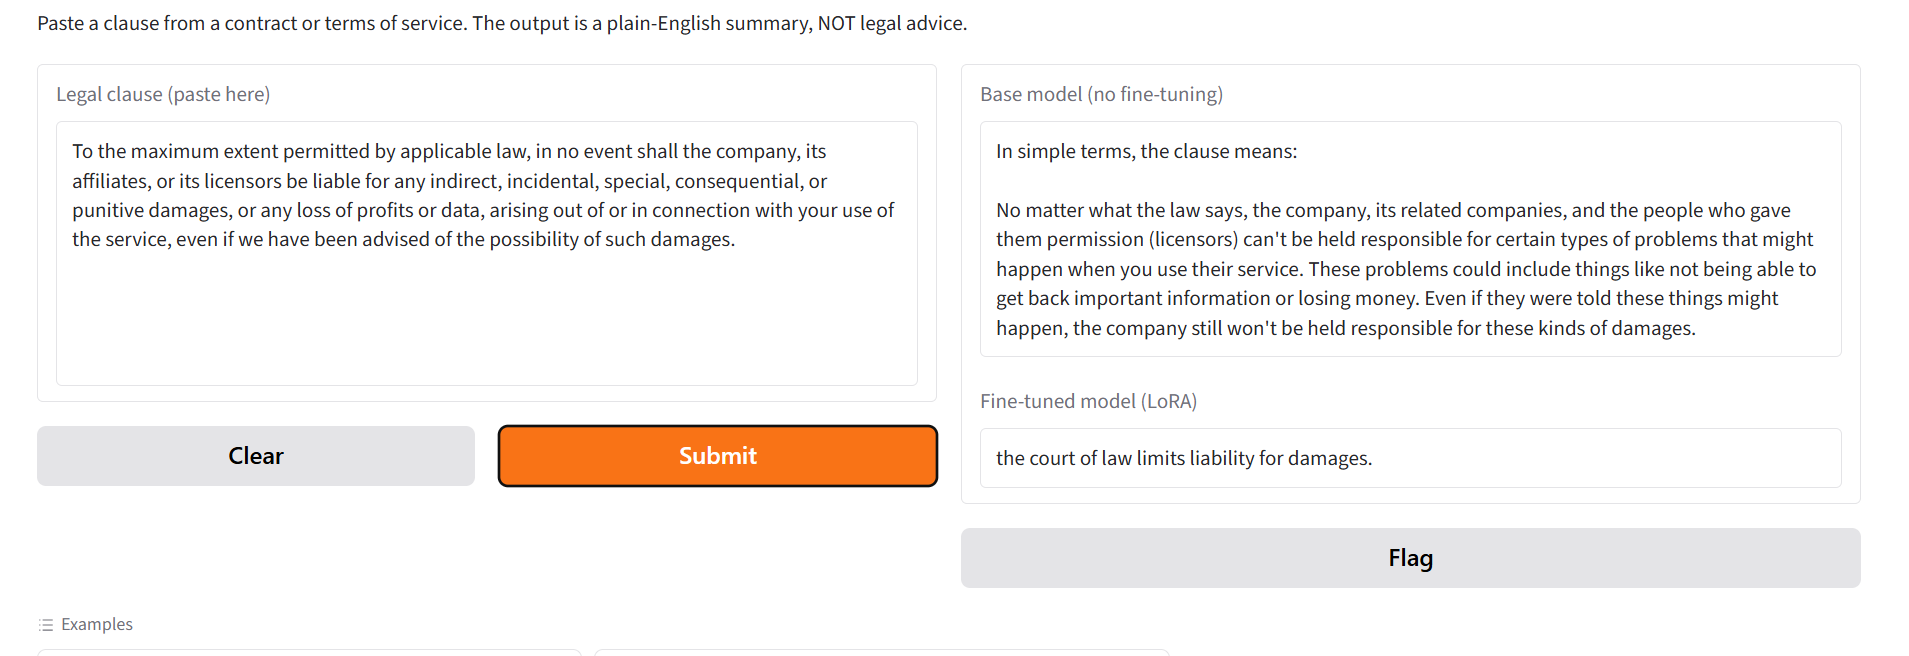 Paste a clause from a contract or terms of service. The output is a plain-English summary, NOT legal advice.
Legal clause (paste here)
To the maximum extent permitted by applicable law, in no event shall the company, its
affiliates, or its licensors be liable for any indirect, incidental, special, consequential, or
punitive damages, or any loss of profits or data, arising out of or in connection with your use of
the service, even if we have been advised of the possibility of such damages.
Clear
Submit
Base model (no fine-tuning)
In simple terms, the clause means:
No matter what the law says, the company, its related companies, and the people who gave
them permission (licensors) can't be held responsible for certain types of problems that might
happen when you use their service. These problems could include things like not being able to
get back important information or losing money. Even if they were told these things might
happen, the company still won't be held responsible for these kinds of damages.
Fine-tuned model (LoRA)
the court of law limits liability for damages.
Flag
Examples